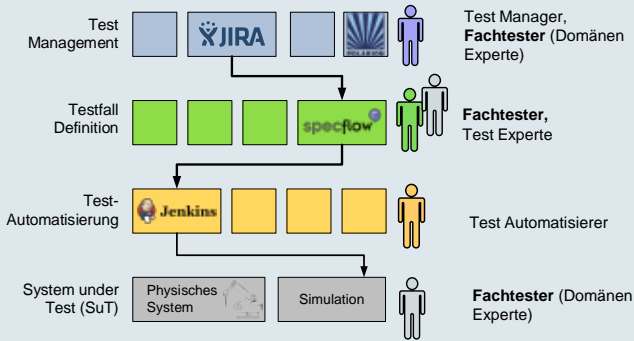 Test
Management
JIRA
POLARION
Test Manager,
Fachtester (Domänen
Experte)
Testfall
Definition
specflow
Fachtester,
Test Experte
Test-
Automatisierung
Jenkins
Test Automatisierer
System under
Test (SuT)
Physisches
System
Simulation
Fachtester (Domänen
Experte)